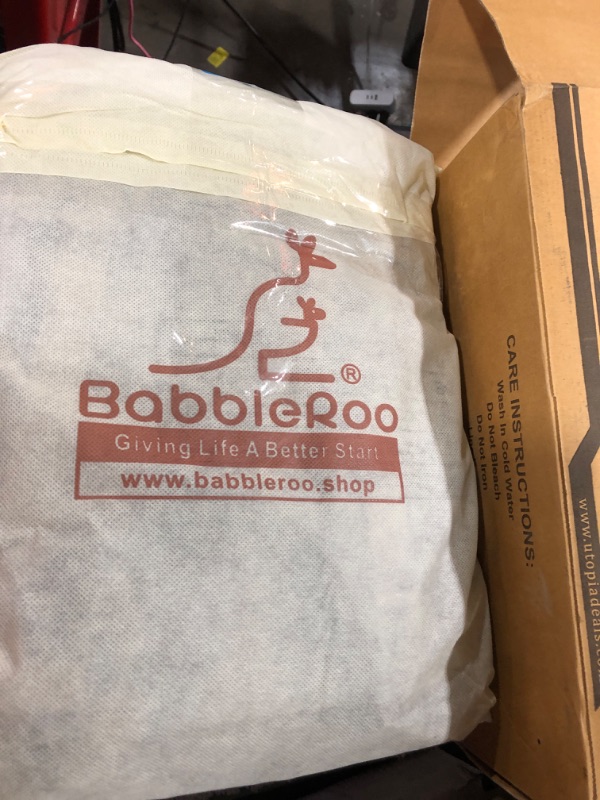 ®
BabbleRoo
Giving Life A Better Start
www.babbleroo.shop
CARE INSTRUCTIONS:
Wash In Cold Water
Do Not Bleach
Do Not Iron
www.utopiadeals.co